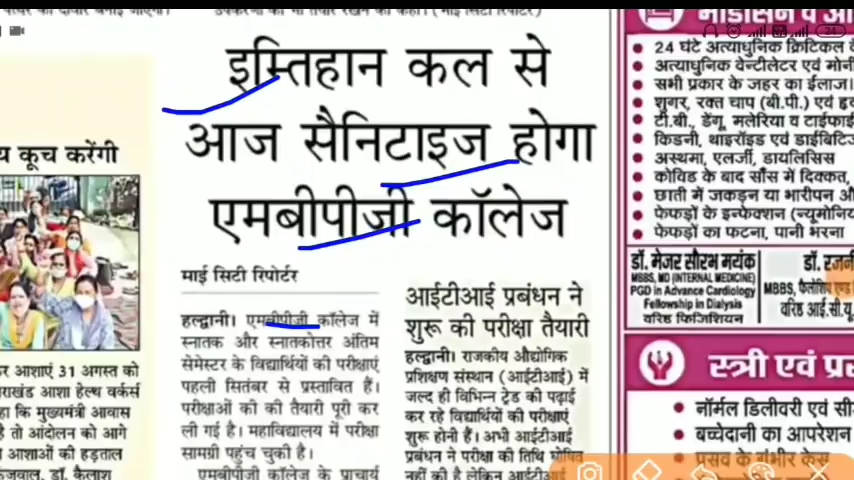 इम्तिहान कल से
आज सैनिटाइज होगा
एमबीपीजी कॉलेज
माई सिटी रिपोर्टर
हल्द्वानी। एमबीपीजी कॉलेज में
स्नातक और स्नातकोत्तर अंतिम
सेमेस्टर के विद्यार्थियों की परीक्षाएं
पहली सितंबर से प्रस्तावित हैं।
परीक्षाओं की की तैयारी पूरी कर
ली गई है। महाविद्यालय में परीक्षा
सामग्री पहुंच चुकी है।
एमबीपीजी कॉलेज के प्राचार्य
आईटीआई प्रबंधन ने
शुरू की परीक्षा तैयारी
हल्द्वानी। राजकीय औद्योगिक
प्रशिक्षण संस्थान (आईटीआई) में
जल्द ही विभिन्न ट्रेड की पढ़ाई
कर रहे विद्यार्थियों की परीक्षाएं
शुरू होनी हैं। अभी आईटीआई
प्रबंधन ने परीक्षा की तिथि घोषित
नहीं की है लेकिन आईटीआई
कूच करेंगी
आशाएं 31 अगस्त को
आशा हेल्थ वर्कर्स
कि मुख्यमंत्री आवास
तो आंदोलन को आगे
आशाओं की हड़ताल
डॉ. कैलाश
24 घंटे अत्याधुनिक क्रिटिकल
अत्याधुनिक वेन्टीलेटर एवं
सभी प्रकार के जहर का ईलाज।
शुगर, रक्त चाप (बी.पी.) एवं
टी.बी., डेंगू, मलेरिया व
किडनी, थाइरॉइड एवं
अस्थमा, एलर्जी, डायलिसिस
कोविड के बाद साँस में दिक्कत,
छाती में जकड़न या भारीपन
फेफड़ों के इन्फेक्शन
फेफड़ों का फटना, पानी भरना
डॉ. मेजर सौरभ मयंक
MBBS, MD (INTERNAL MEDICINE)
PGD in Advance Cardiology
Fellowship in Dialysis
वरिष्ठ फिजिशियन
डॉ.
MBBS,
वरिष्ठ आई.सी.यू.
स्त्री एवं
नॉर्मल डिलीवरी एवं
बच्चेदानी का आपरेशन
प्रसव के गंभीर केस